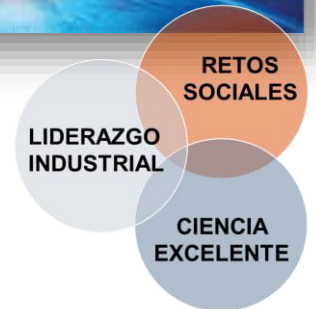 RETOS
SOCIALES
LIDERAZGO
INDUSTRIAL
CIENCIA
EXCELENTE